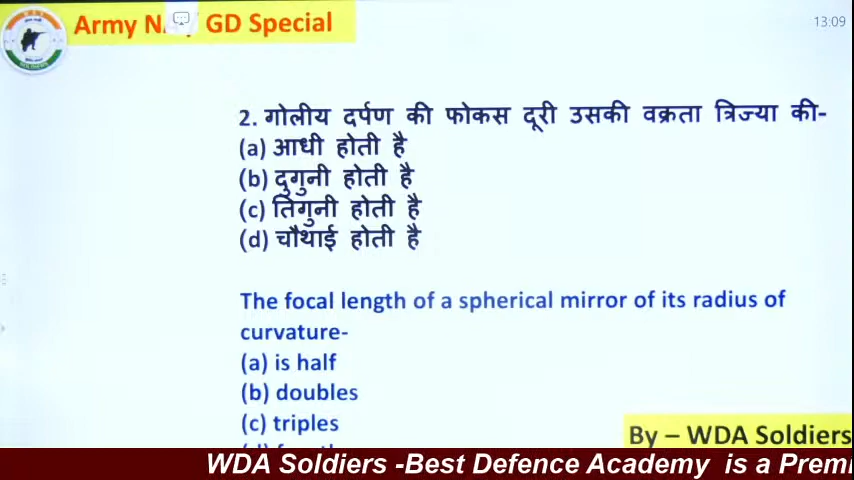 Army GD Special
13:09
2. गोलीय दर्पण की फोकस दूरी उसकी वक्रता त्रिज्या की-
(a) आधी होती है
(b) दुगुनी होती है
(c) तिगुनी होती है
(d) चौथाई होती है
The focal length of a spherical mirror of its radius of
curvature-
(a) is half
(b) doubles
(c) triples
By – WDA Soldiers
WDA Soldiers -Best Defence Academy is a Premi